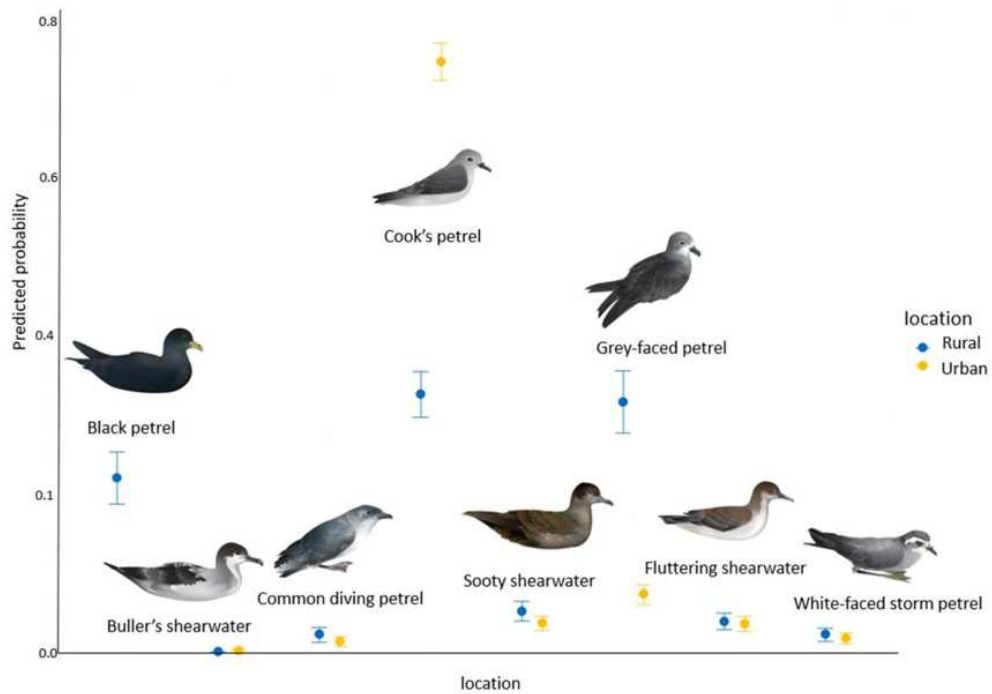 0.8
Predicted probability
0.6
Cook's petrel
Grey-faced petrel
0.4
location
Rural
Urban
Black petrel
0.1
Sooty shearwater
Fluttering shearwater
Common diving petrel
White-faced storm petrel
Buller's shearwater
0.0
location